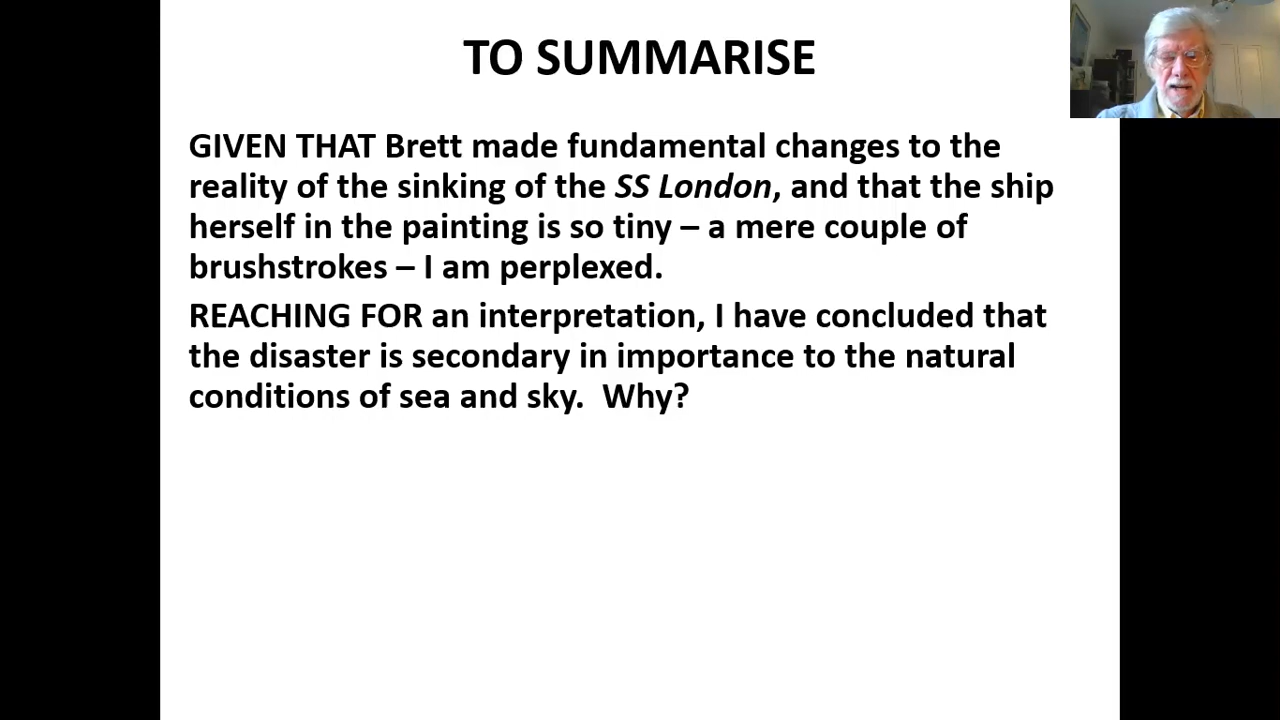 TO SUMMARISE
GIVEN THAT Brett made fundamental changes to the
reality of the sinking of the SS London, and that the ship
herself in the painting is so tiny – a mere couple of
brushstrokes – I am perplexed.
REACHING FOR an interpretation, I have concluded that
the disaster is secondary in importance to the natural
conditions of sea and sky.  Why?